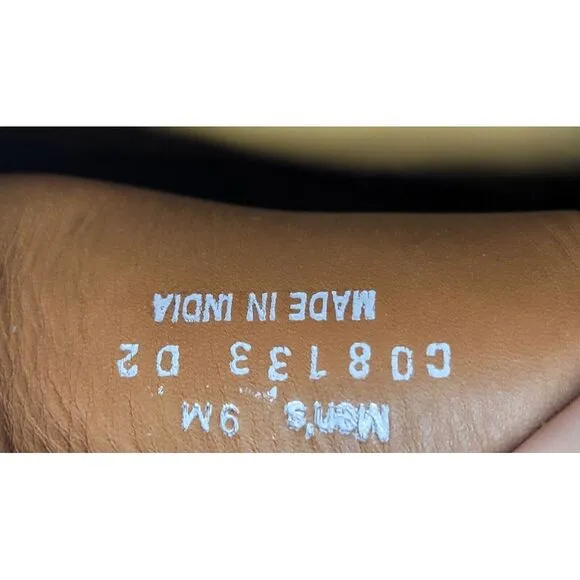 Men's 9M
C08133 D2
MADE IN INDIA